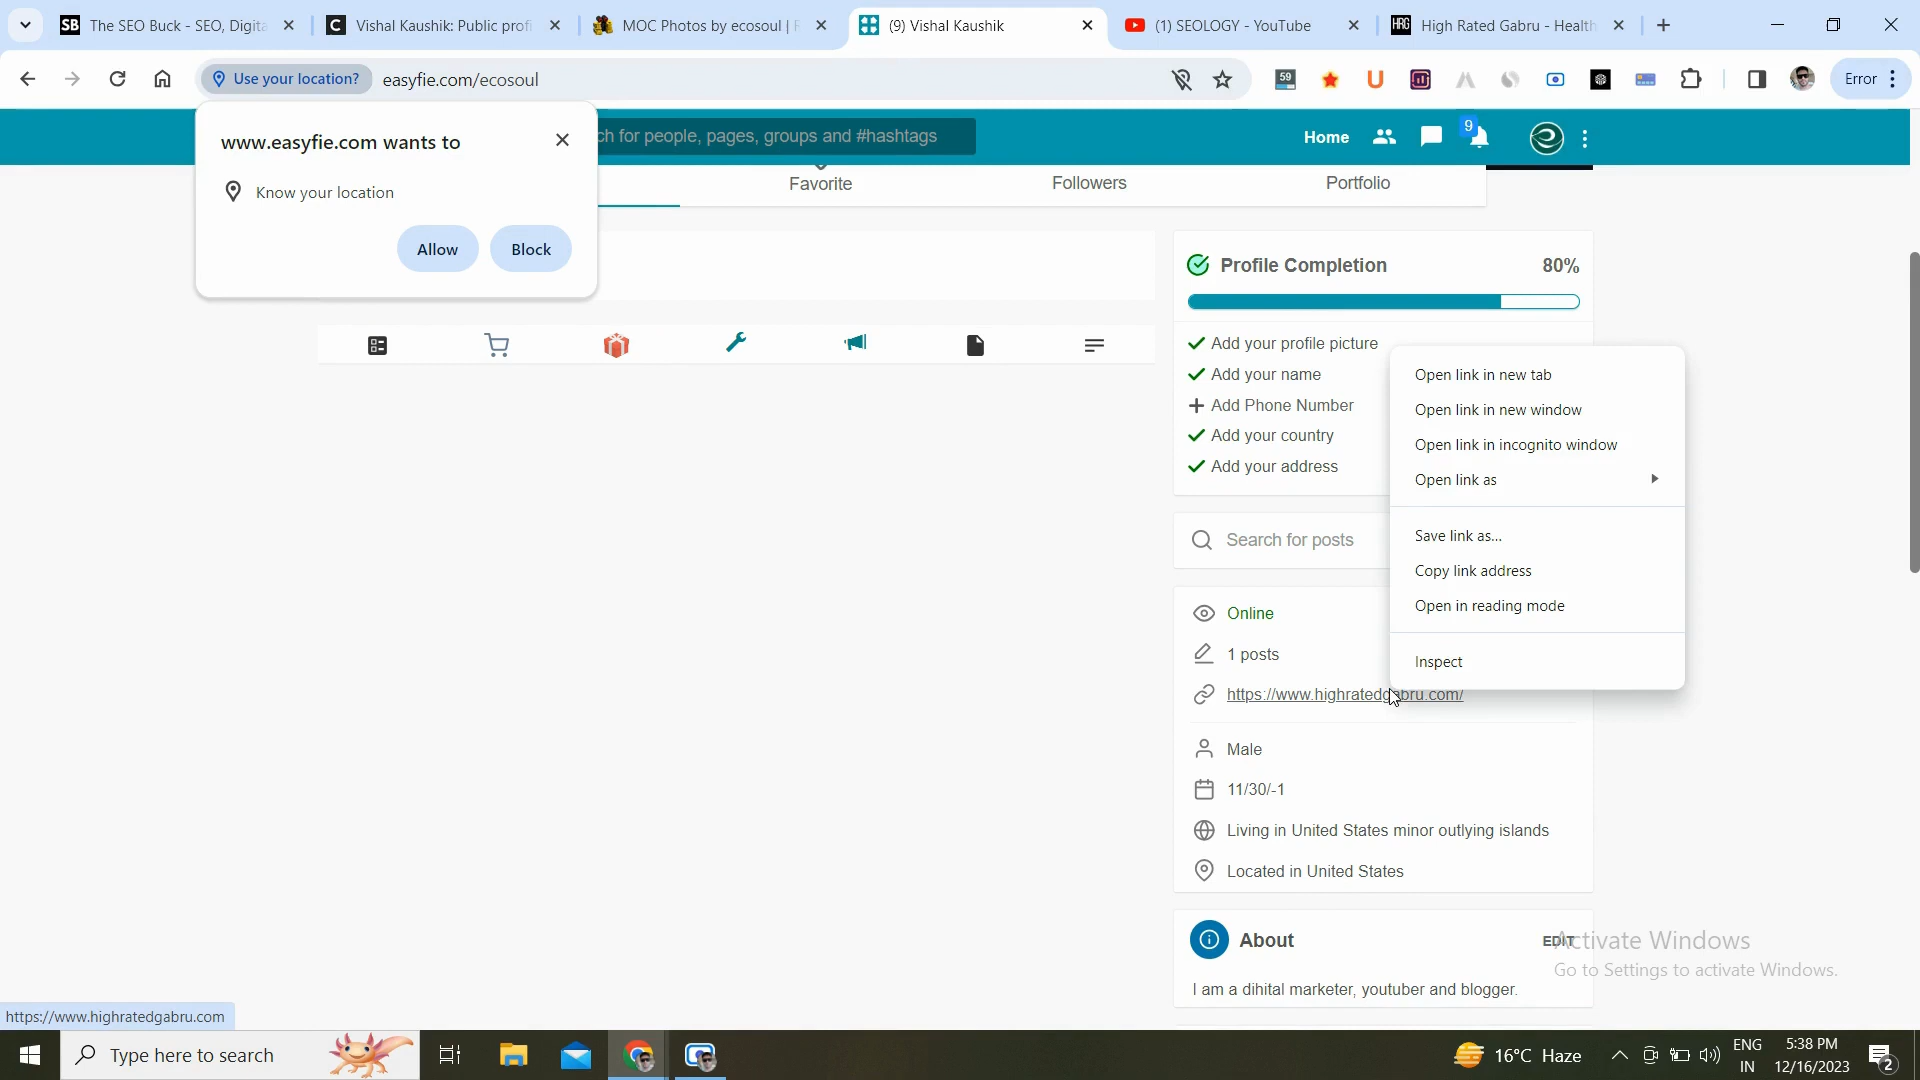 SB The SEO Buck - SEO, Digita
C Vishal Kaushik: Public profi
MOC Photos by ecosoul |
(9) Vishal Kaushik
(1) SEOLOGY - YouTube
HRG High Rated Gabru - Health
Use your location?
easyfie.com/ecosoul
59
Error
www.easyfie.com wants to
Know your location
Allow
Block
ch for people, pages, groups and #hashtags
Home
9
Favorite
Followers
Portfolio
Profile Completion
80%
Add your profile picture
Add your name
Add Phone Number
Add your country
Add your address
Open link in new tab
Open link in new window
Open link in incognito window
Open link as
Save link as...
Copy link address
Open in reading mode
Inspect
Search for posts
Online
1 posts
https://www.highratedgabru.com/
Male
11/30/-1
Living in United States minor outlying islands
Located in United States
About
EDIT
I am a dihital marketer, youtuber and blogger.
Activate Windows
Go to Settings to activate Windows.
https://www.highratedgabru.com
Type here to search
16°C Haze
ENG
IN
5:38 PM
12/16/2023
2